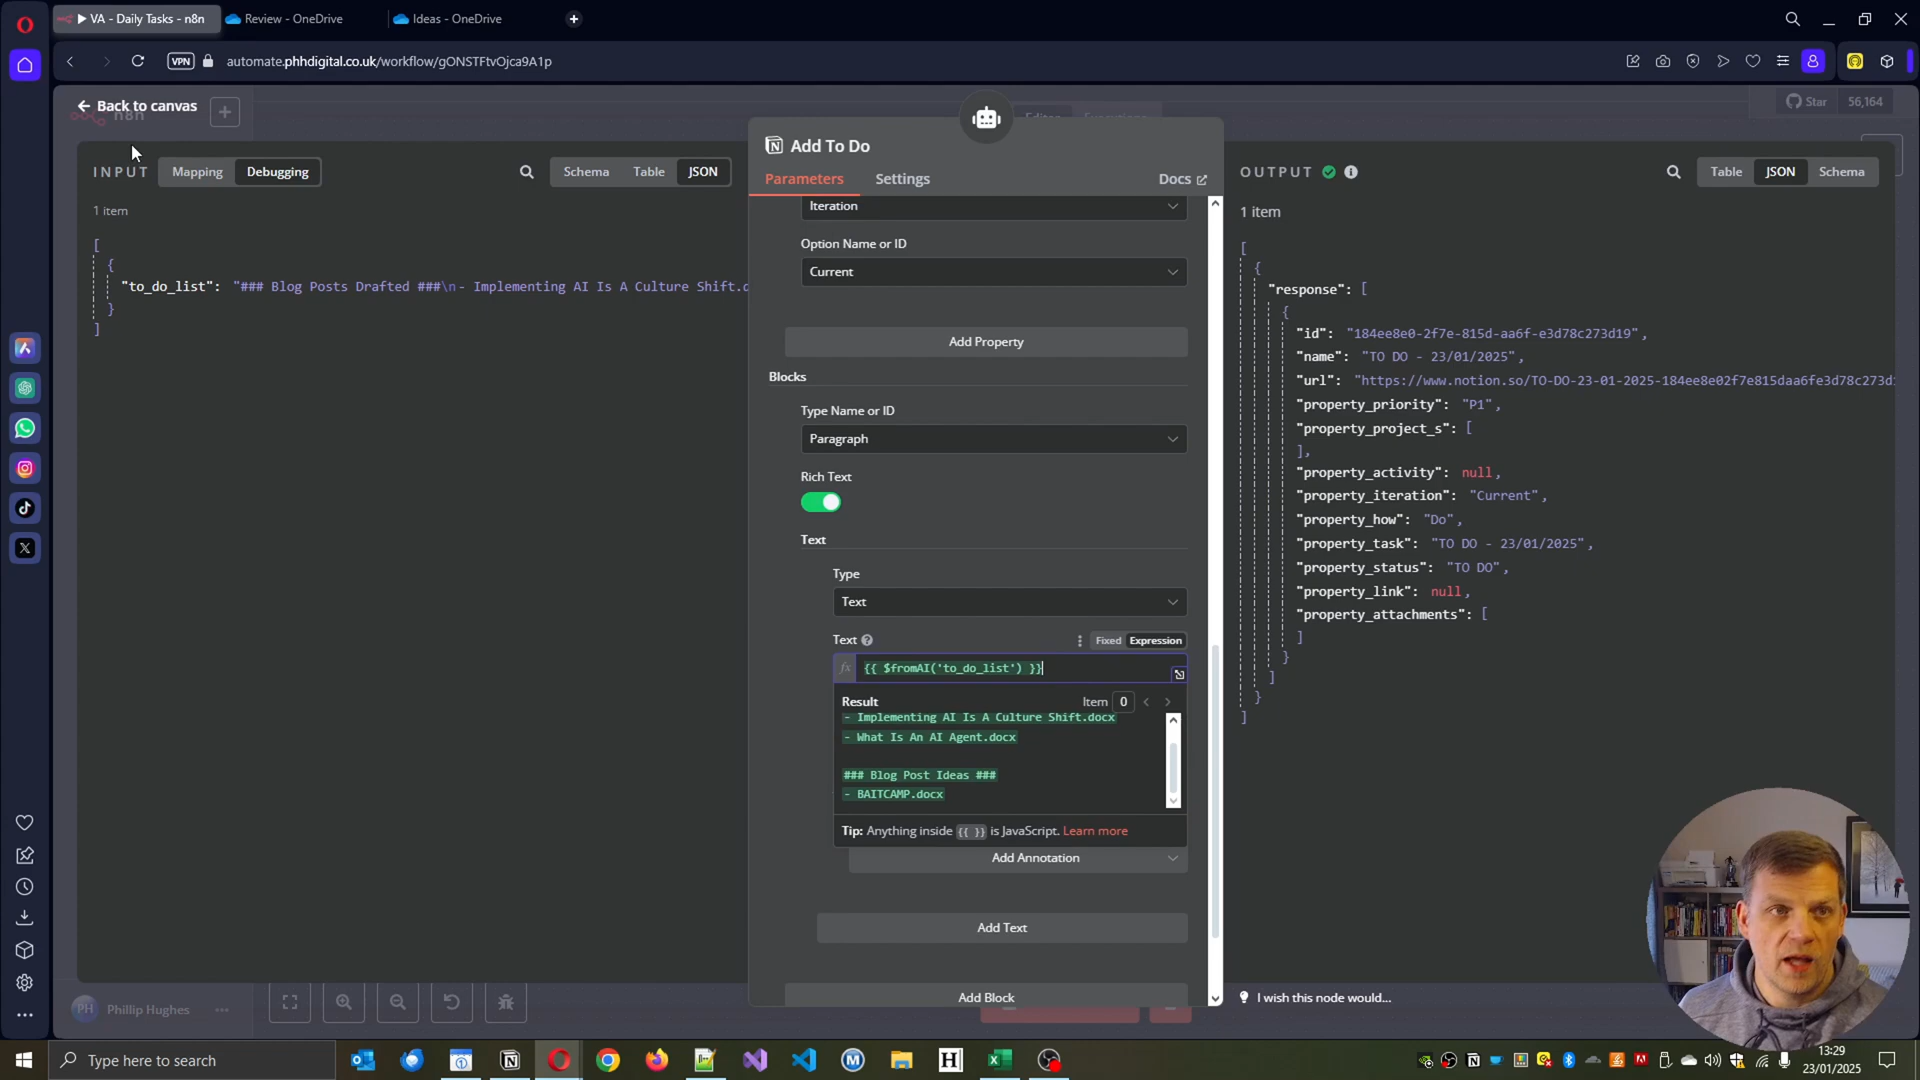 VA - Daily Tasks - n8n
Review - OneDrive
Ideas - OneDrive
VPN
automate.phhdigital.co.uk/workflow/gONSTFtvOjca9A1p
Back to canvas
n8n
Editor
Executions
Star
56,164
INPUT
Mapping
Debugging
Schema
Table
JSON
1 item
[
{
"to_do_list": "### Blog Posts Drafted ###\n- Implementing AI Is A Culture Shift.d
}
]
Add To Do
Parameters
Settings
Docs
Iteration
Option Name or ID
Current
Add Property
Blocks
Type Name or ID
Paragraph
Rich Text
Text
Type
Text
Text
Fixed
Expression
fx
{{ $fromAI('to_do_list') }}
Result
Item
0
- Implementing AI Is A Culture Shift.docx
- What Is An AI Agent.docx
### Blog Post Ideas ###
- BAITCAMP.docx
Tip: Anything inside {{ }} is JavaScript. Learn more
Add Annotation
Add Text
Add Block
OUTPUT
Table
JSON
Schema
1 item
[
{
"response": [
{
"id": "184ee8e0-2f7e-815d-aa6f-e3d78c273d19",
"name": "TO DO - 23/01/2025",
"url": "https://www.notion.so/TO-DO-23-01-2025-184ee8e02f7e815daa6fe3d78c273d1
"property_priority": "P1",
"property_project_s": [
],
"property_activity": null,
"property_iteration": "Current",
"property_how": "Do",
"property_task": "TO DO - 23/01/2025",
"property_status": "TO DO",
"property_link": null,
"property_attachments": [
]
}
]
}
]
I wish this node would...
PH
Phillip Hughes
Type here to search
13:29
23/01/2025